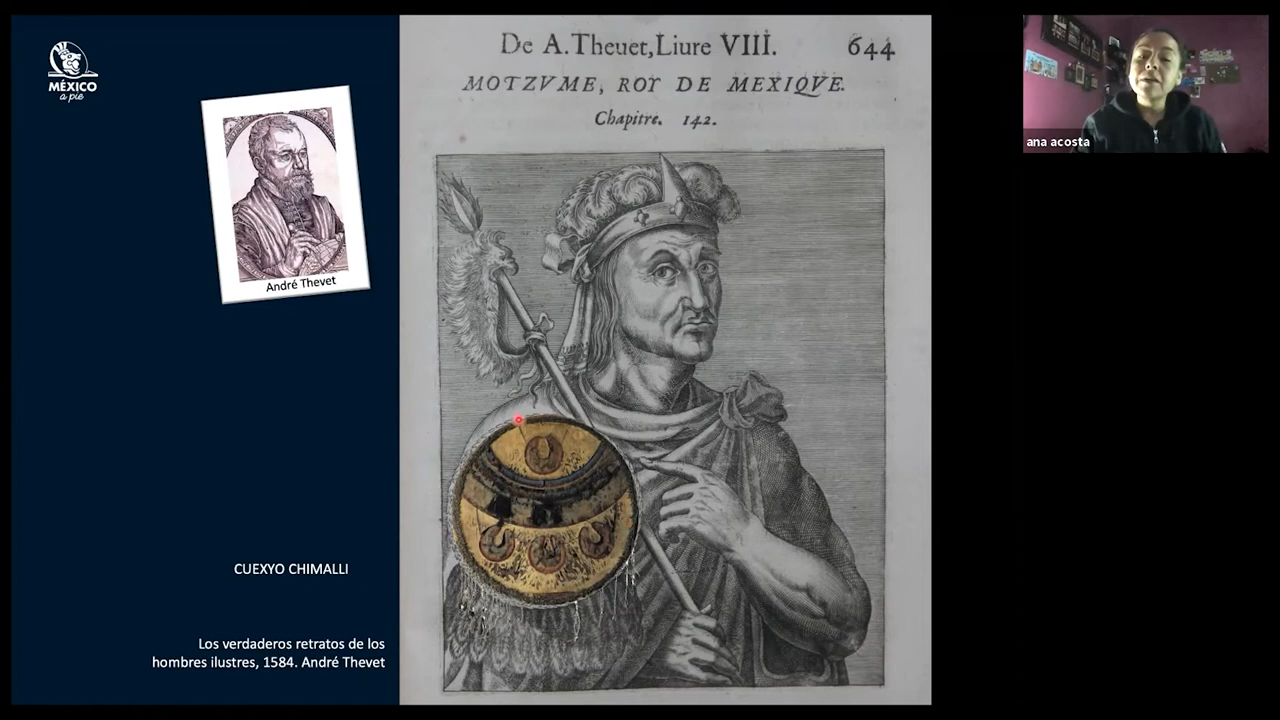 MÉXICO
a pie
André Thevet
CUEXYO CHIMALLI
Los verdaderos retratos de los
hombres ilustres, 1584. André Thevet
De A. Theuet, Liure VIII. 644
MOTZVME, ROY DE MEXIQVE.
Chapitre. 142.
ana acosta